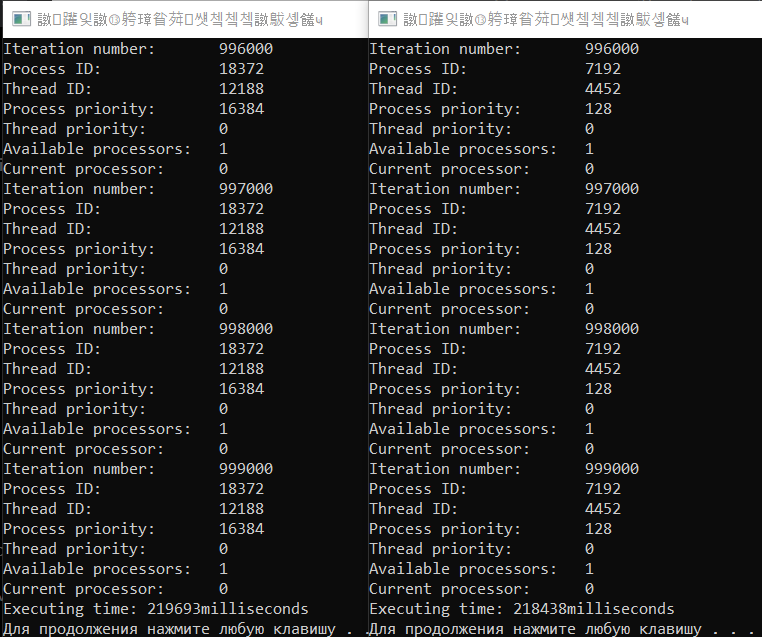 Iteration number: 996000
Process ID: 18372
Thread ID: 12188
Process priority: 16384
Thread priority: 0
Available processors: 1
Current processor: 0
Iteration number: 997000
Process ID: 18372
Thread ID: 12188
Process priority: 16384
Thread priority: 0
Available processors: 1
Current processor: 0
Iteration number: 998000
Process ID: 18372
Thread ID: 12188
Process priority: 16384
Thread priority: 0
Available processors: 1
Current processor: 0
Iteration number: 999000
Process ID: 18372
Thread ID: 12188
Process priority: 16384
Thread priority: 0
Available processors: 1
Current processor: 0
Executing time: 219693milliseconds
Для продолжения нажмите любую клавишу . .
Iteration number: 996000
Process ID: 7192
Thread ID: 4452
Process priority: 128
Thread priority: 0
Available processors: 1
Current processor: 0
Iteration number: 997000
Process ID: 7192
Thread ID: 4452
Process priority: 128
Thread priority: 0
Available processors: 1
Current processor: 0
Iteration number: 998000
Process ID: 7192
Thread ID: 4452
Process priority: 128
Thread priority: 0
Available processors: 1
Current processor: 0
Iteration number: 999000
Process ID: 7192
Thread ID: 4452
Process priority: 128
Thread priority: 0
Available processors: 1
Current processor: 0
Executing time: 218438milliseconds
Для продолжения нажмите любую клавишу . . .